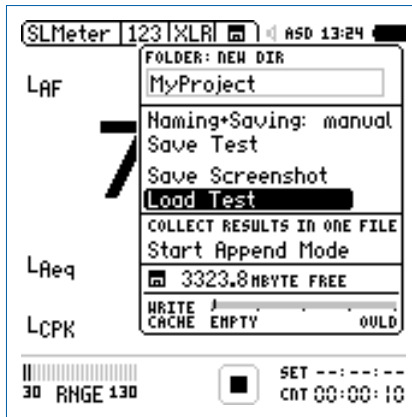 SLMeter 123 XLR ASD 13:24
FOLDER: NEW DIR
MyProject
LAF
Naming+Saving: manual
Save Test
7
Save Screenshot
Load Test
COLLECT RESULTS IN ONE FILE
Start Append Mode
LAeq
3323.8 MBYTE FREE
WRITE
CACHE EMPTY OVLD
LCPK
SET --:--:--
30 RNGE 130
CNT 00:00:10